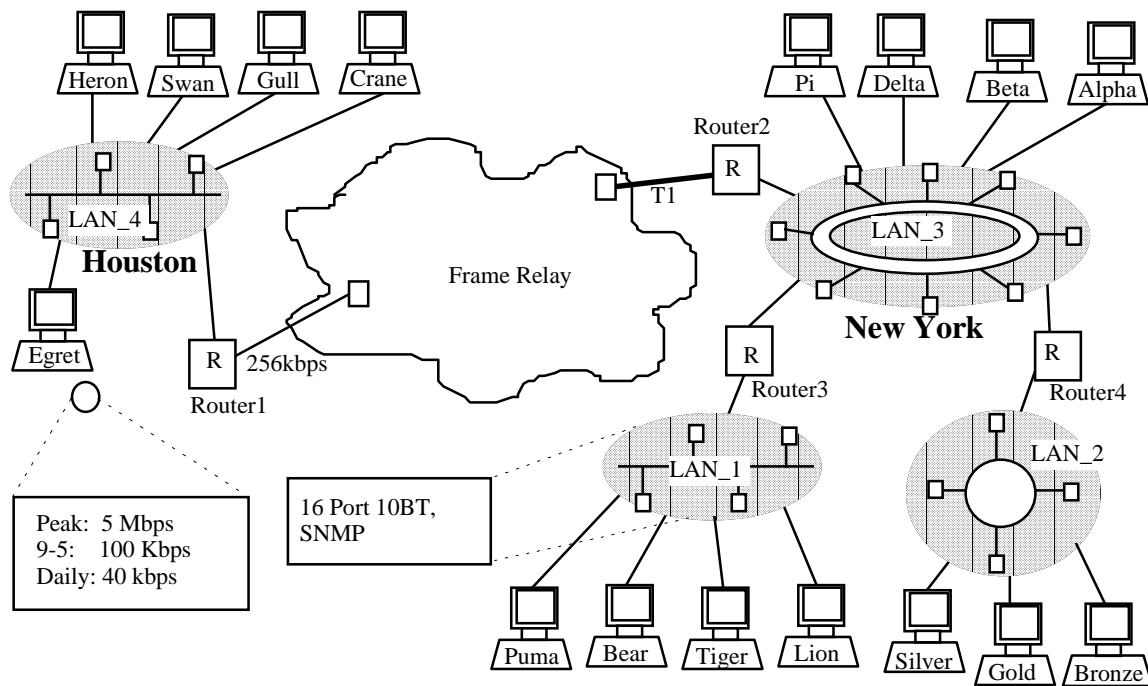 Heron
Swan
Gull
Crane
Pi
Delta
Beta
Alpha
Router2
R
T1
LAN_4
Houston
LAN_3
New York
Frame Relay
Egret
R
256kbps
Router1
R
Router3
R
Router4
LAN_1
LAN_2
16 Port 10BT,
SNMP
Peak: 5 Mbps
9-5: 100 Kbps
Daily: 40 kbps
Puma
Bear
Tiger
Lion
Silver
Gold
Bronze